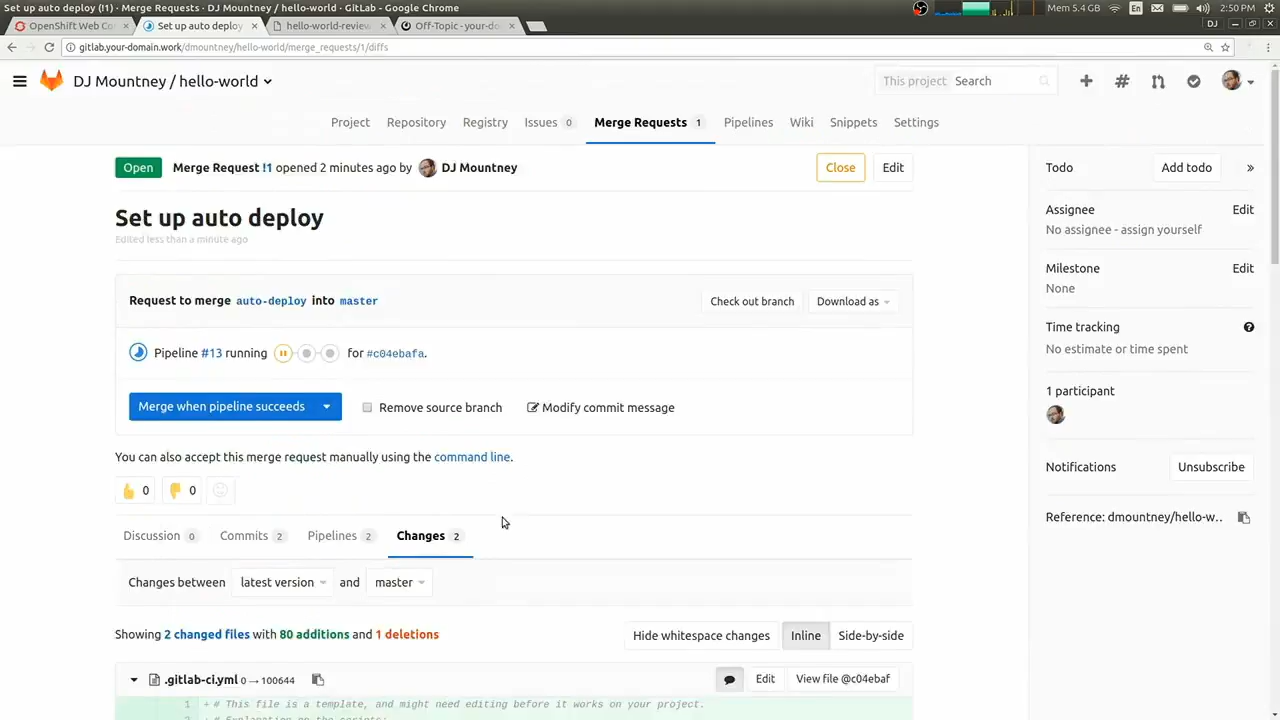 Set up auto deploy (!1) · Merge Requests · DJ Mountney / hello-world · GitLab - Google Chrome
Mem 5.4 GB En 2:50 PM
OpenShift Web Co × Set up auto deploy × hello-world-review × Off-Topic - your-do × DJ
gitlab.your-domain.work/dmountney/hello-world/merge_requests/1/diffs
DJ Mountney / hello-world This project Search
Project Repository Registry Issues 0 Merge Requests 1 Pipelines Wiki Snippets Settings
Open Merge Request !1 opened 2 minutes ago by DJ Mountney Close Edit
Todo Add todo »
Set up auto deploy
Edited less than a minute ago
Assignee Edit
No assignee - assign yourself
Request to merge auto-deploy into master Check out branch Download as
Milestone Edit
None
Pipeline #13 running for #c04ebafa.
Time tracking
No estimate or time spent
Merge when pipeline succeeds Remove source branch Modify commit message
1 participant
You can also accept this merge request manually using the command line.
Notifications Unsubscribe
0 0
Reference: dmountney/hello-w...
Discussion 0 Commits 2 Pipelines 2 Changes 2
Changes between latest version and master
Showing 2 changed files with 80 additions and 1 deletions Hide whitespace changes Inline Side-by-side
.gitlab-ci.yml 0 → 100644 Edit View file @c04ebaf
1 + # This file is a template, and might need editing before it works on your project.
2 + # Explanation on the scripts: